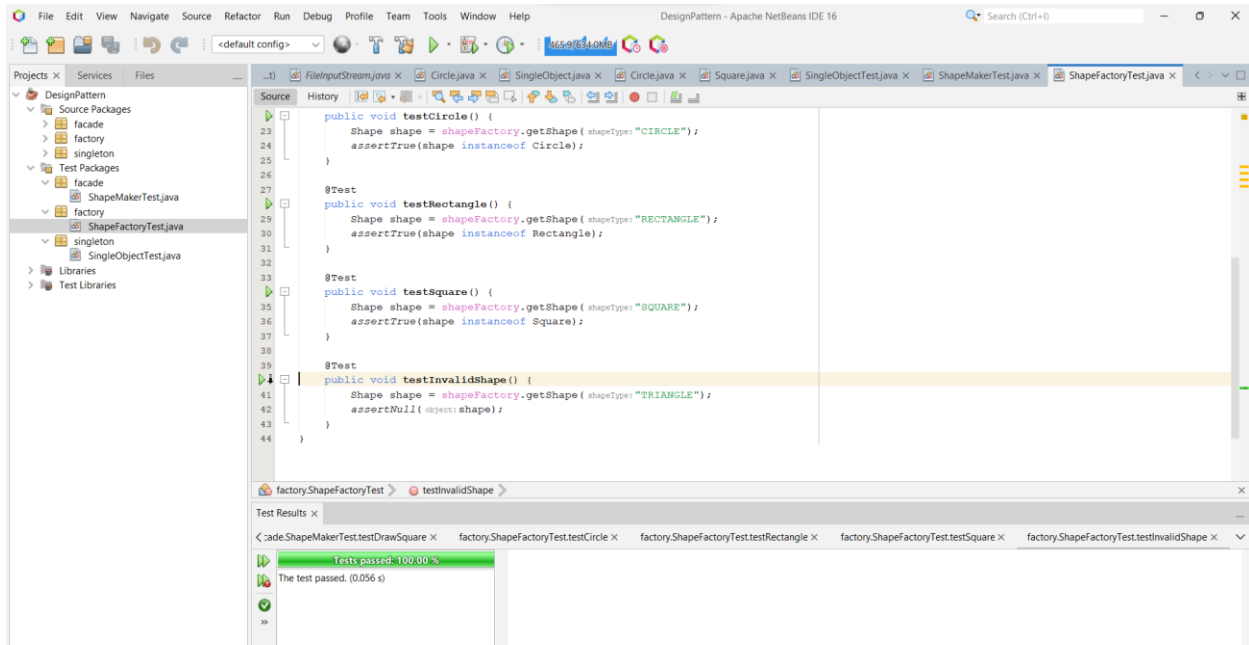 File Edit View Navigate Source Refactor Run Debug Profile Team Tools Window Help DesignPattern - Apache NetBeans IDE 16 Search (Ctrl+I)
<default config> 465.9/634.0MB
Projects Services Files
...t) FileInputStream.java Circle.java SingleObject.java Circle.java Square.java SingleObjectTest.java ShapeMakerTest.java ShapeFactoryTest.java
DesignPattern
Source Packages
facade
factory
singleton
Test Packages
facade
ShapeMakerTest.java
factory
ShapeFactoryTest.java
singleton
SingleObjectTest.java
Libraries
Test Libraries
Source History
public void testCircle() {
23 Shape shape = shapeFactory.getShape( shapeType: "CIRCLE");
24 assertTrue(shape instanceof Circle);
25 }
26
27 @Test
public void testRectangle() {
29 Shape shape = shapeFactory.getShape( shapeType: "RECTANGLE");
30 assertTrue(shape instanceof Rectangle);
31 }
32
33 @Test
public void testSquare() {
35 Shape shape = shapeFactory.getShape( shapeType: "SQUARE");
36 assertTrue(shape instanceof Square);
37 }
38
39 @Test
public void testInvalidShape() {
41 Shape shape = shapeFactory.getShape( shapeType: "TRIANGLE");
42 assertNull( object: shape);
43 }
44 }
factory.ShapeFactoryTest testInvalidShape
Test Results
:ade.ShapeMakerTest.testDrawSquare factory.ShapeFactoryTest.testCircle factory.ShapeFactoryTest.testRectangle factory.ShapeFactoryTest.testSquare factory.ShapeFactoryTest.testInvalidShape
Tests passed: 100.00 %
The test passed. (0.056 s)